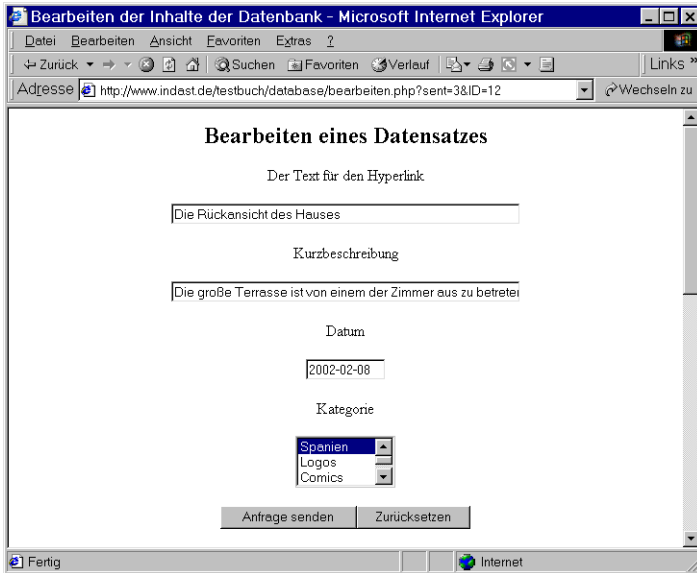 Bearbeiten der Inhalte der Datenbank - Microsoft Internet Explorer
Datei Bearbeiten Ansicht Favoriten Extras ?
Zurück Suchen Favoriten Verlauf Links »
Adresse http://www.indast.de/testbuch/database/bearbeiten.php?sent=3&ID=12 Wechseln zu
Bearbeiten eines Datensatzes
Der Text für den Hyperlink
Die Rückansicht des Hauses
Kurzbeschreibung
Die große Terrasse ist von einem der Zimmer aus zu betreten
Datum
2002-02-08
Kategorie
Spanien
Logos
Comics
Anfrage senden Zurücksetzen
Fertig Internet